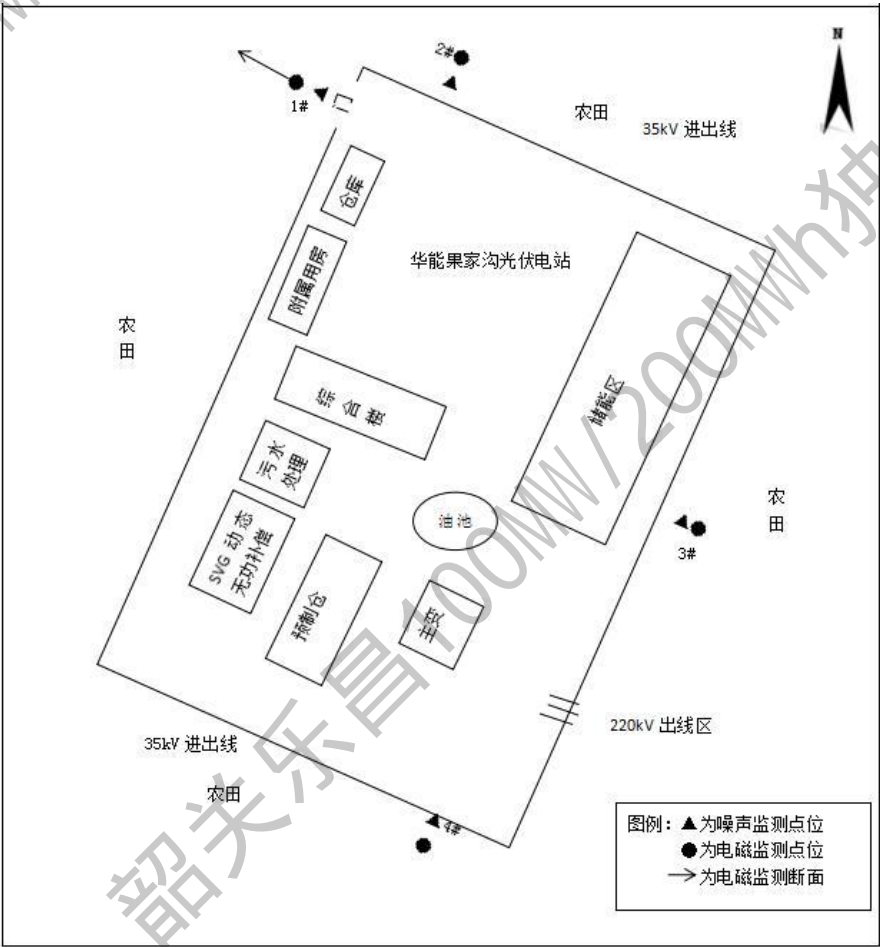 N
2#
1#
门
农田
35kV 进出线
仓库
附属用房
华能果家沟光伏电站
农
田
综合楼
储能区
污水
处理
油池
农
田
SVG 动态
无功补偿
预制仓
主变
3#
220kV 出线区
35kV 进出线
农田
4#
图例：▲为噪声监测点位
●为电磁监测点位
→为电磁监测断面
韶关乐昌100MW/200MWh独